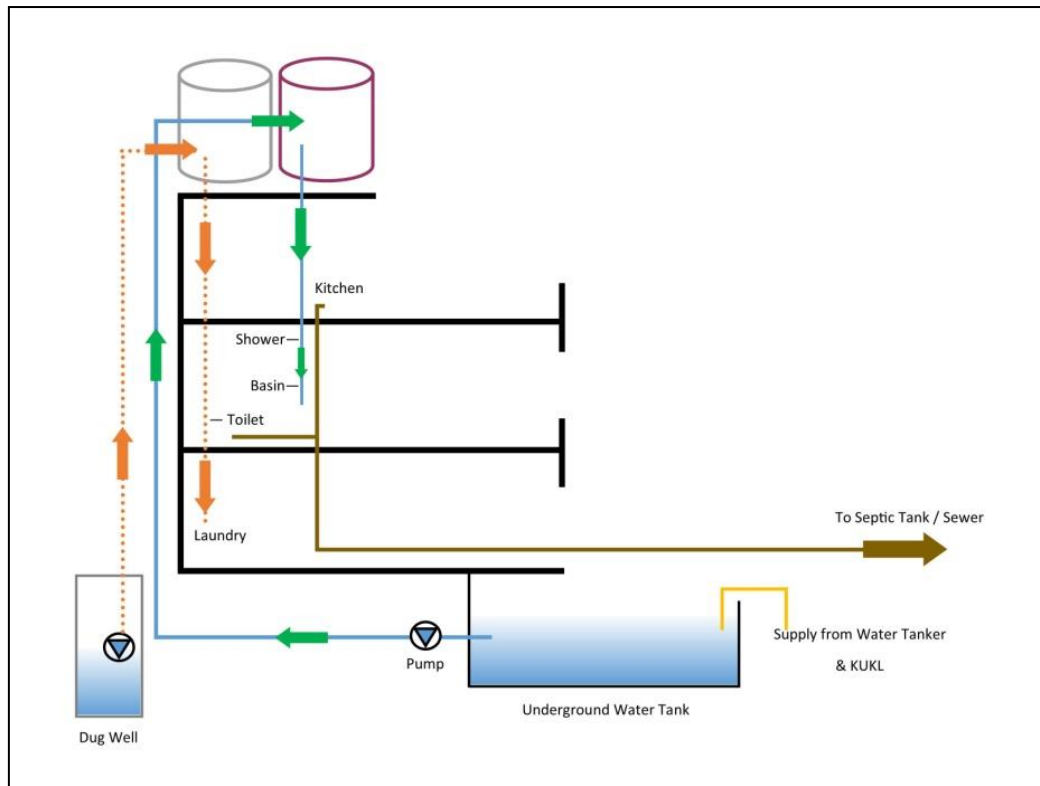 Kitchen
Shower
Basin
Toilet
To Septic Tank / Sewer
Laundry
Supply from Water Tanker
& KUKL
Pump
Underground Water Tank
Dug Well